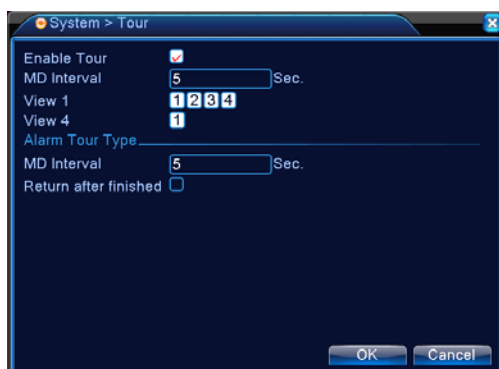 System > Tour
Enable Tour
MD Interval 5 Sec.
View 1 1 2 3 4
View 4 1
Alarm Tour Type
MD Interval 5 Sec.
Return after finished
OK Cancel